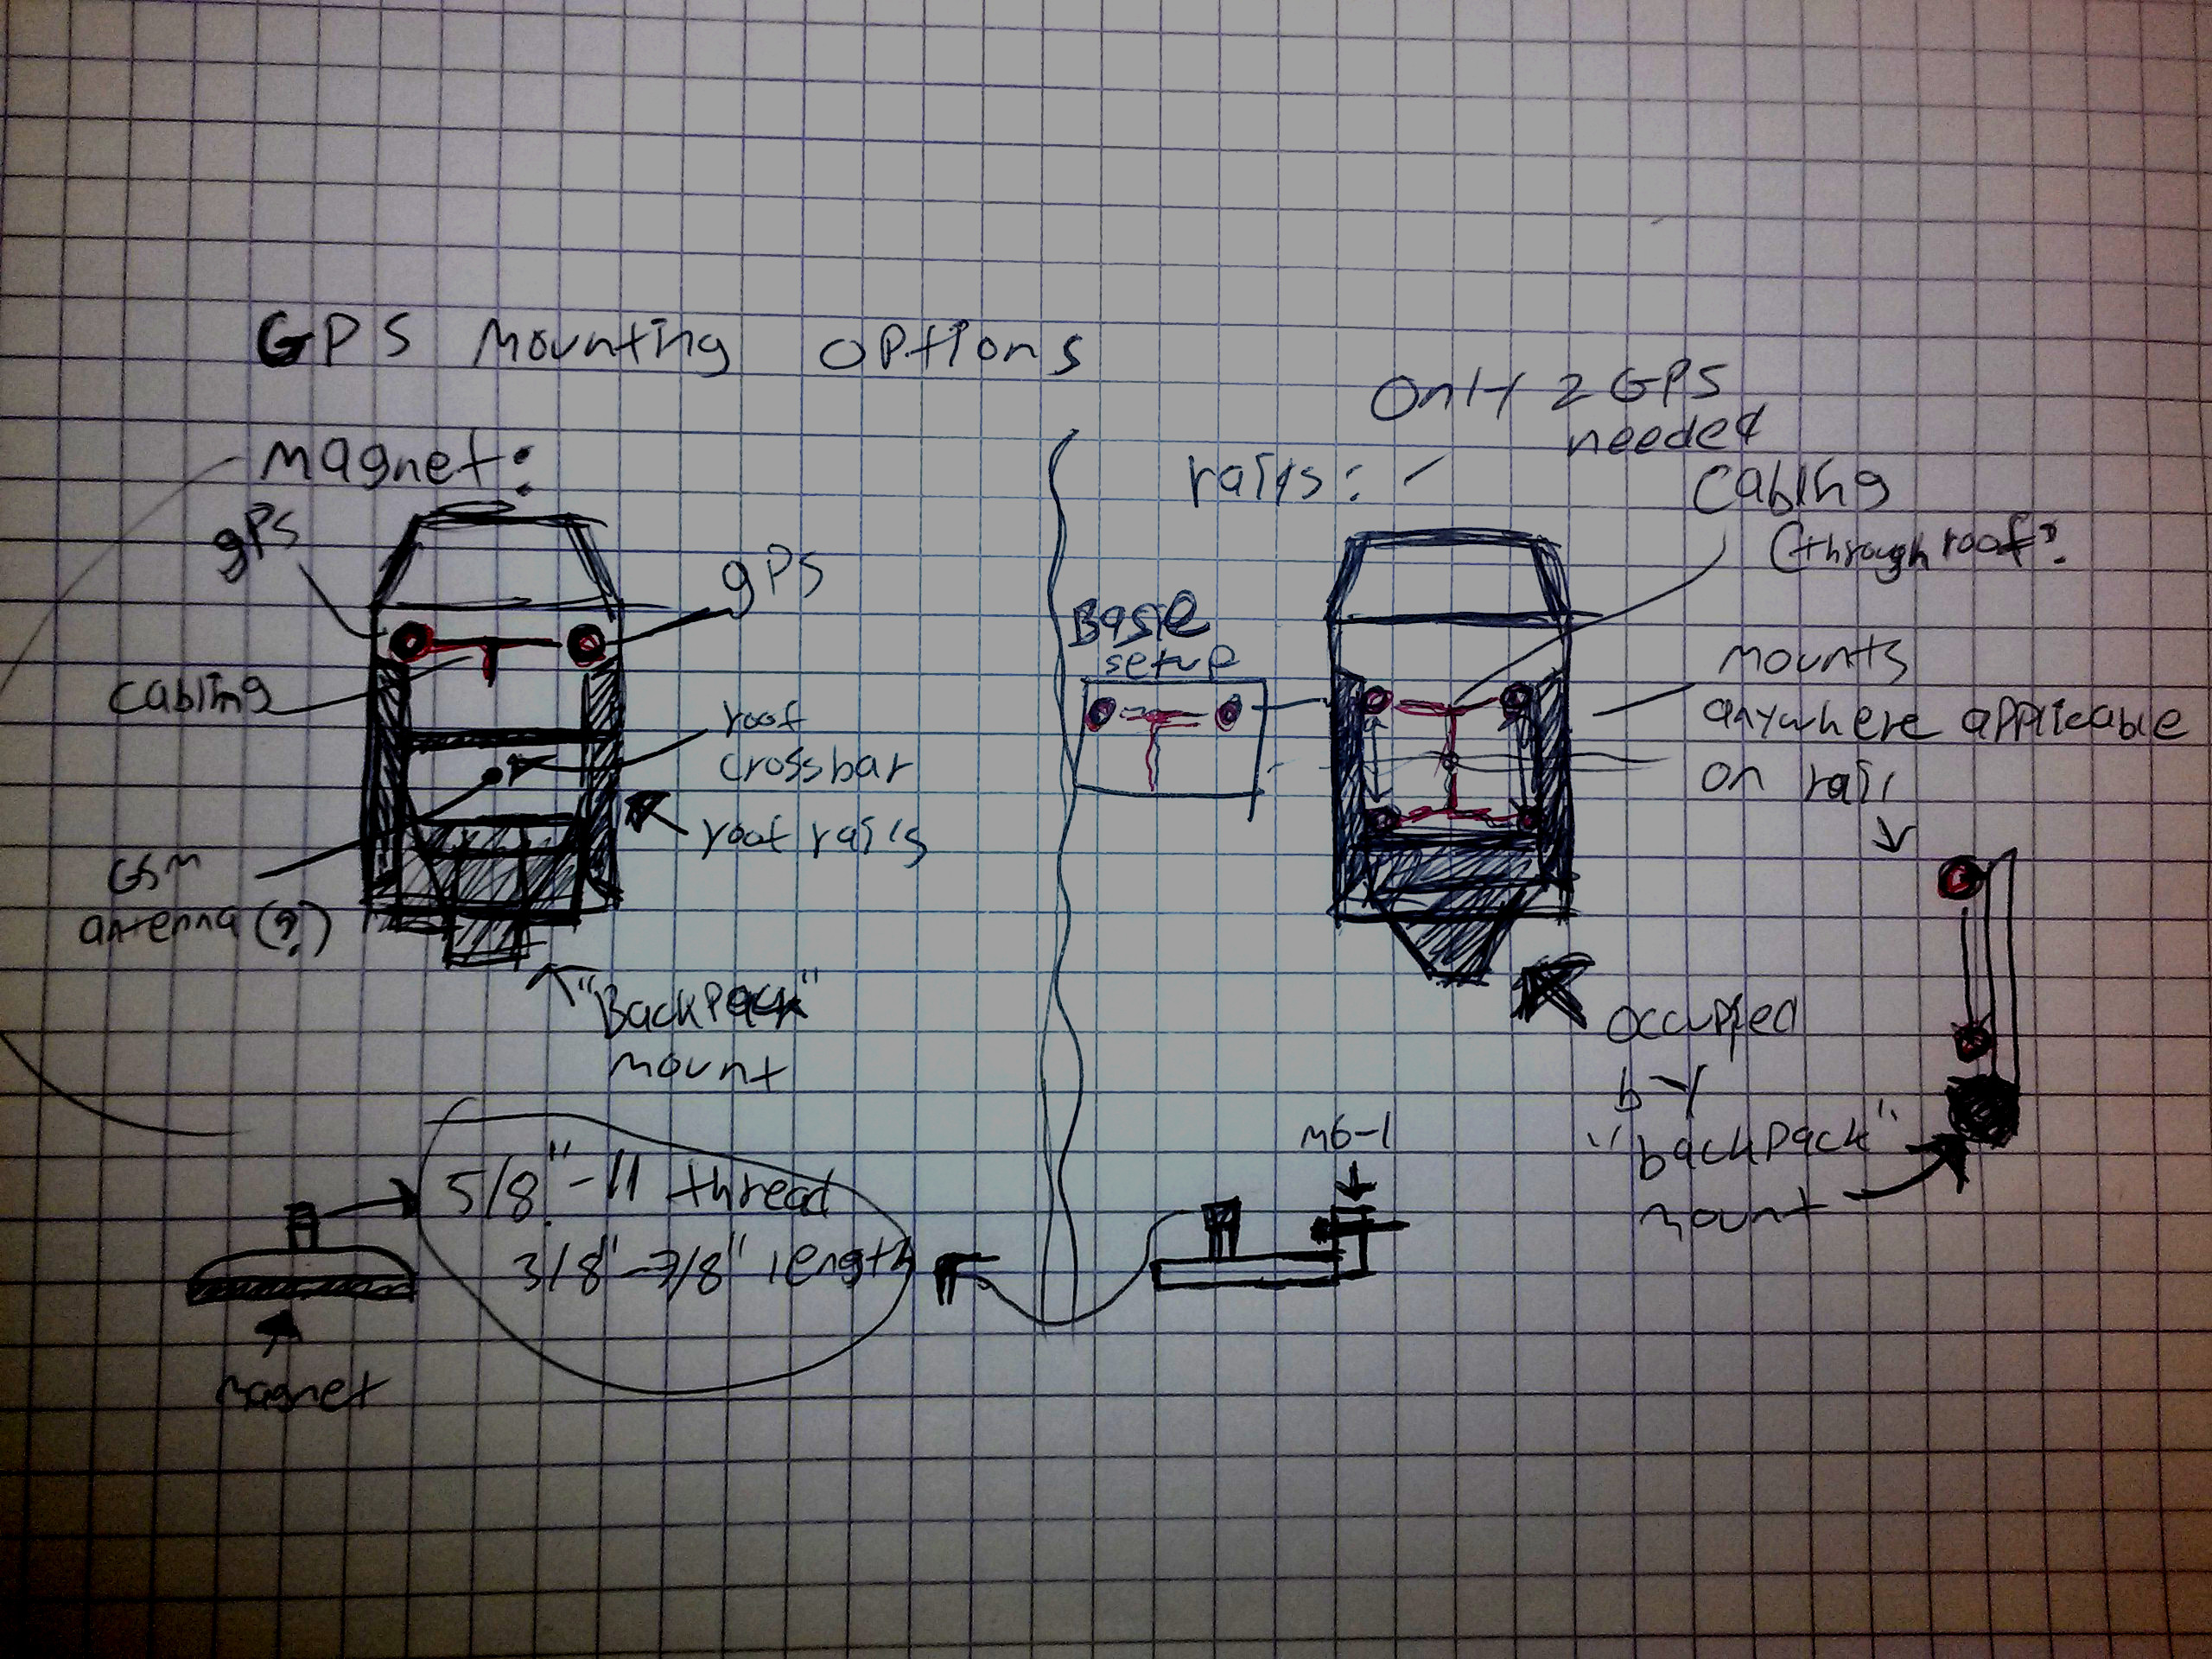 GPS Mounting options
Only 2 GPS
needed
magnet:
rails: -
gPS
gPS
cabling
(through roof?
Base
setup
mounts
anywhere applicable
on rail
cabling
roof
crossbar
roof rails
GSM
antenna (?)
"BackPack"
mount
occupied
by
"backpack"
mount
M6-1
5/8"-11 thread
3/8"-7/8" length
magnet